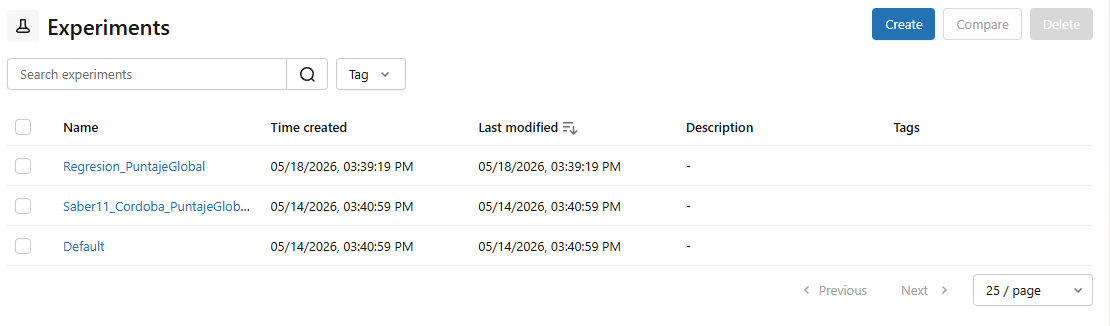 Experiments
Create Compare Delete
Search experiments Tag
Name Time created Last modified Description Tags
Regresion_PuntajeGlobal 05/18/2026, 03:39:19 PM 05/18/2026, 03:39:19 PM -
Saber11_Cordoba_PuntajeGlob... 05/14/2026, 03:40:59 PM 05/14/2026, 03:40:59 PM -
Default 05/14/2026, 03:40:59 PM 05/14/2026, 03:40:59 PM -
Previous Next 25 / page